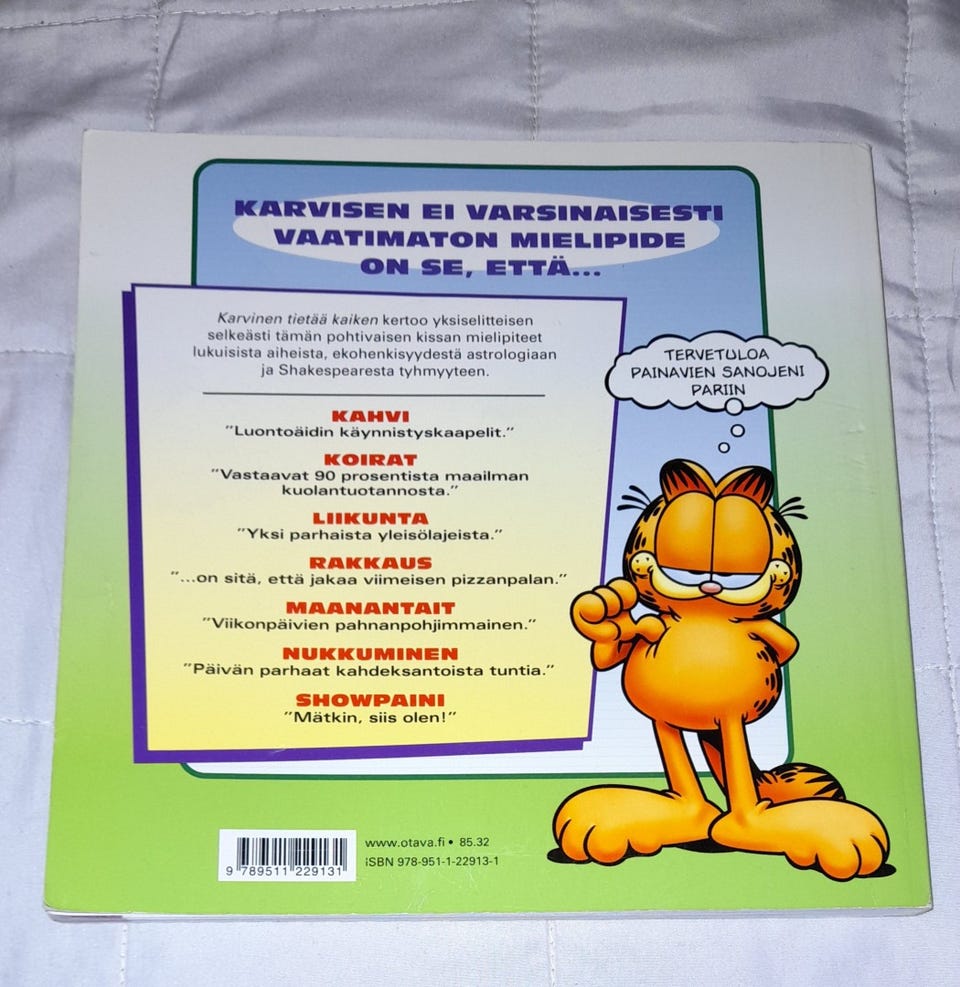 KARVISEN EI VARSINAISESTI
VAATIMATON MIELIPIDE
ON SE, ETTÄ...
Karvinen tietää kaiken kertoo yksiselitteisen
selkeästi tämän pohtivaisen kissan mielipiteet
lukuisista aiheista, ekohenkisyydestä astrologiaan
ja Shakespearesta tyhmyyteen.
KAHVI
"Luontoäidin käynnistyskaapelit."
KOIRAT
"Vastaavat 90 prosentista maailman
kuolantuotannosta."
LIIKUNTA
"Yksi parhaista yleisölajeista."
RAKKAUS
"...on sitä, että jakaa viimeisen pizzanpalan."
MAANANTAIT
"Viikonpäivien pahnanpohjimmainen."
NUKKUMINEN
"Päivän parhaat kahdeksantoista tuntia."
SHOWPAINI
"Mätkin, siis olen!"
TERVETULOA
PAINAVIEN SANOJENI
PARIIN
www.otava.fi • 85.32
ISBN 978-951-1-22913-1
9 789511 229131